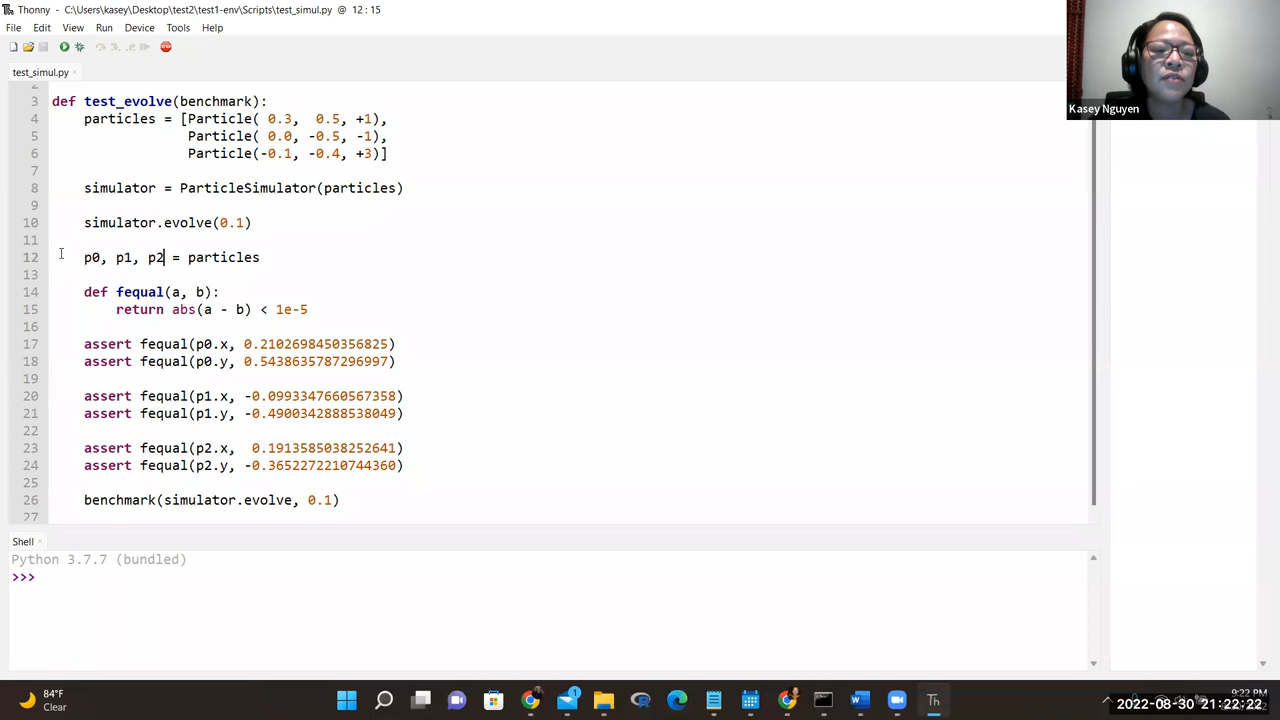 Thonny - C:\Users\kasey\Desktop\test2\test1-env\Scripts\test_simul.py @ 12 : 15
File Edit View Run Device Tools Help
test_simul.py
2
3 def test_evolve(benchmark):
4 particles = [Particle( 0.3, 0.5, +1),
5 Particle( 0.0, -0.5, -1),
6 Particle(-0.1, -0.4, +3)]
7
8 simulator = ParticleSimulator(particles)
9
10 simulator.evolve(0.1)
11
12 p0, p1, p2 = particles
13
14 def fequal(a, b):
15 return abs(a - b) < 1e-5
16
17 assert fequal(p0.x, 0.2102698450356825)
18 assert fequal(p0.y, 0.5438635787296997)
19
20 assert fequal(p1.x, -0.0993347660567358)
21 assert fequal(p1.y, -0.4900342888538049)
22
23 assert fequal(p2.x, 0.1913585038252641)
24 assert fequal(p2.y, -0.3652272210744360)
25
26 benchmark(simulator.evolve, 0.1)
27
Shell
Python 3.7.7 (bundled)
>>>
Kasey Nguyen
84°F
Clear
9:22 PM
2022-08-30 21:22:22